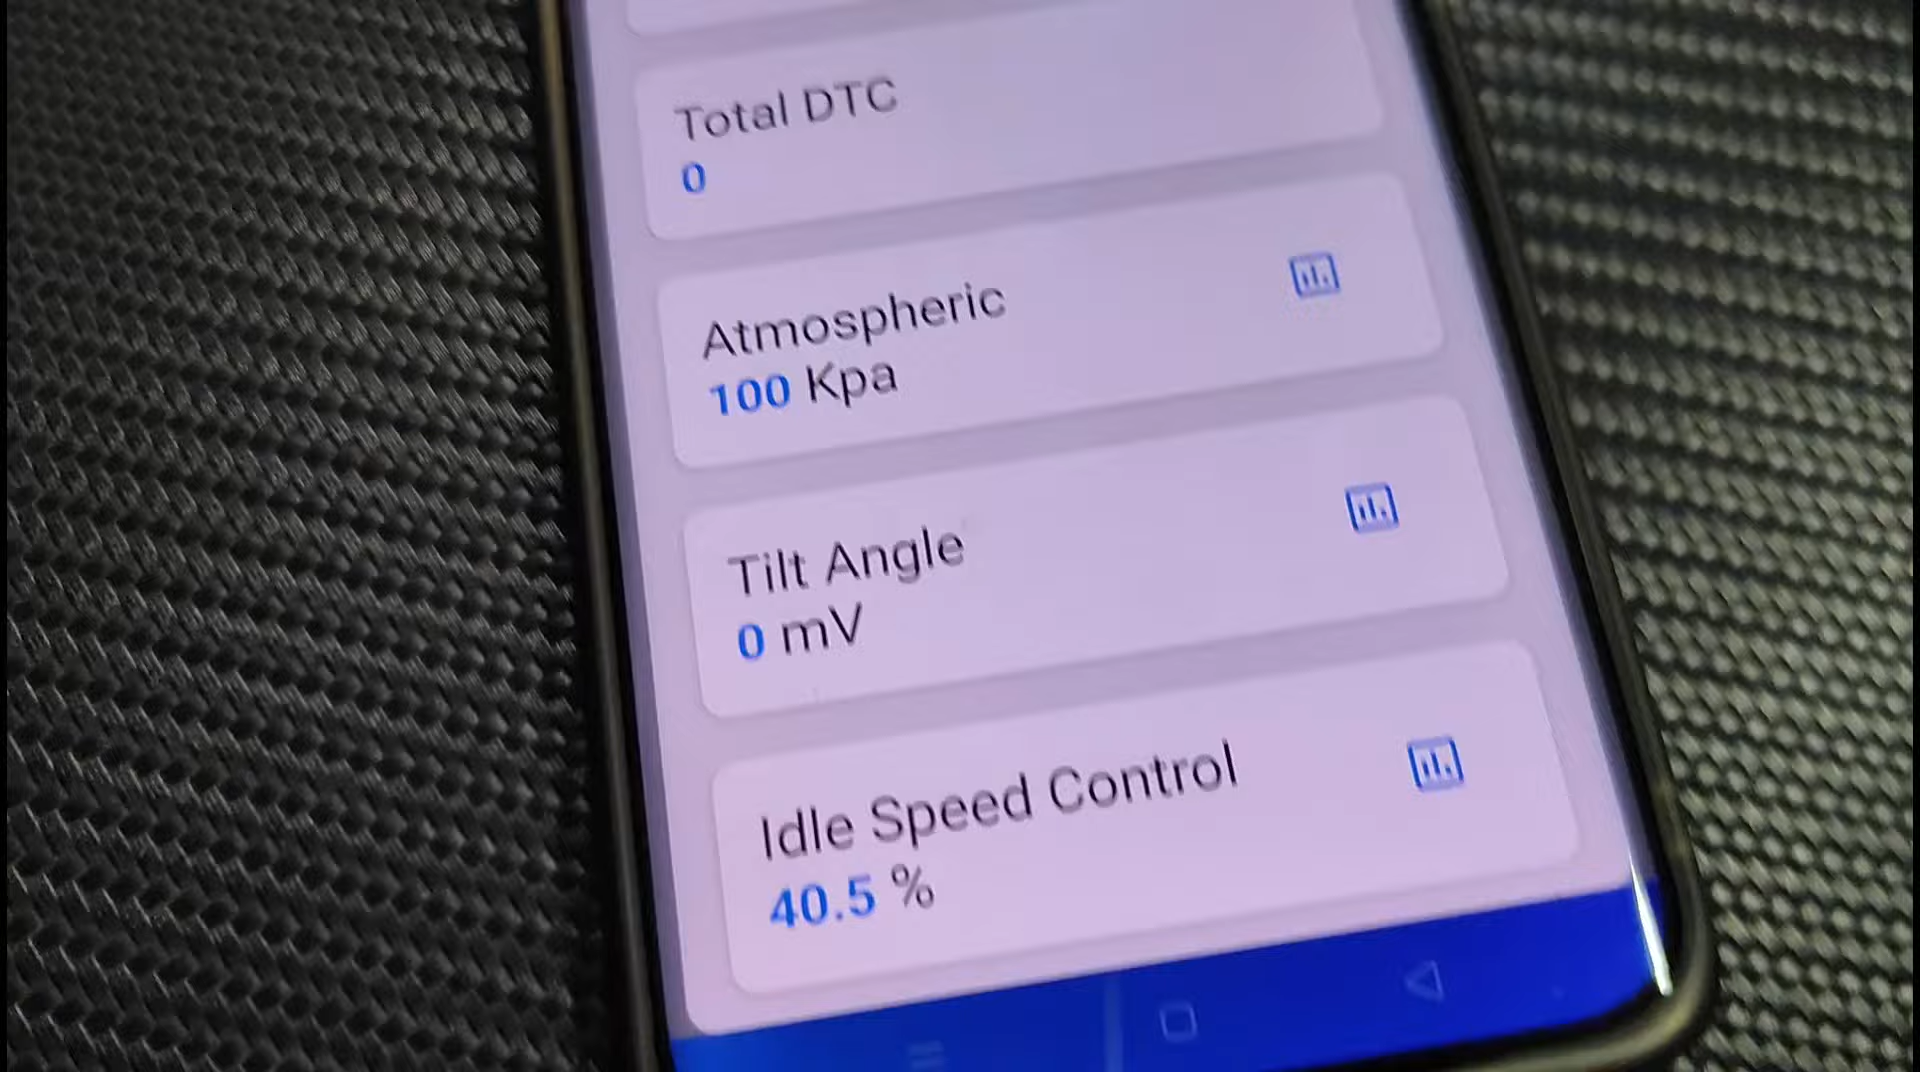 Total DTC
0
Atmospheric
100 Kpa
Tilt Angle
0 mV
Idle Speed Control
40.5 %